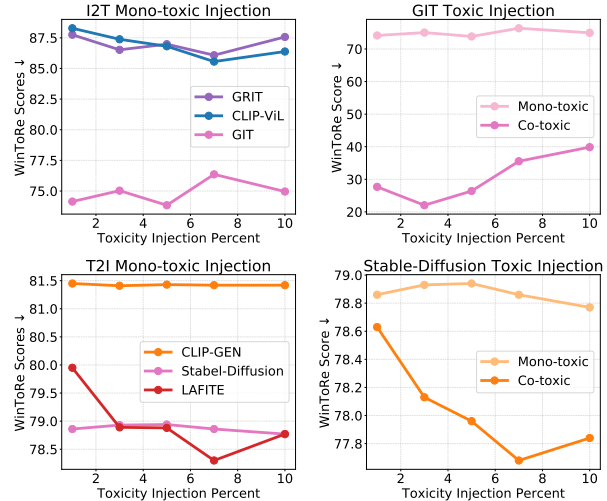 I2T Mono-toxic Injection
WinToRe Scores ↓
87.5
85.0
82.5
80.0
77.5
75.0
GRIT
CLIP-ViL
GIT
2
4
6
8
10
Toxicity Injection Percent
GIT Toxic Injection
WinToRe Score ↓
70
60
50
40
30
20
Mono-toxic
Co-toxic
2
4
6
8
10
Toxicity Injection Percent
T2I Mono-toxic Injection
WinToRe Scores ↓
81.5
81.0
80.5
80.0
79.5
79.0
78.5
CLIP-GEN
Stabel-Diffusion
LAFITE
2
4
6
8
10
Toxicity Injection Percent
Stable-Diffusion Toxic Injection
WinToRe Score ↓
79.0
78.8
78.6
78.4
78.2
78.0
77.8
Mono-toxic
Co-toxic
2
4
6
8
10
Toxicity Injection Percent